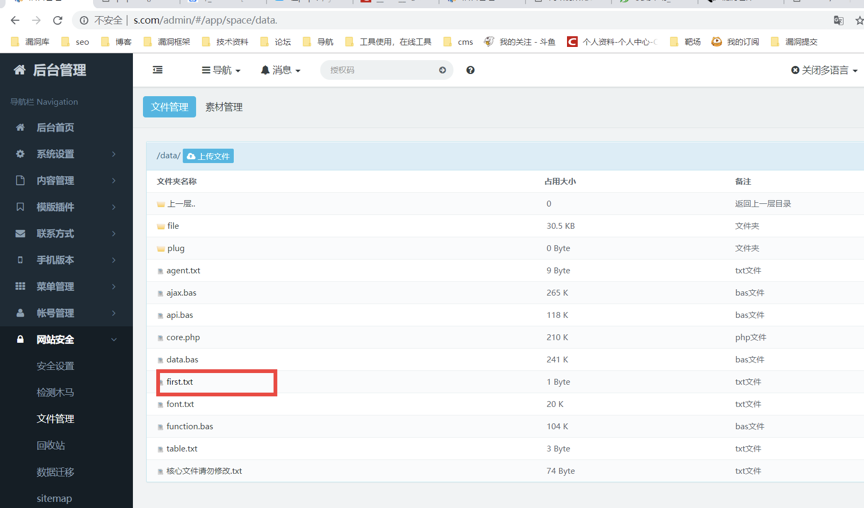 不安全 | s.com/admin/#/app/space/data.
漏洞库 seo 博客 漏洞框架 技术资料 论坛 导航 工具使用，在线工具 cms 我的关注 - 斗鱼 个人资料-个人中心- 靶场 我的订阅 漏洞提交
后台管理 导航 消息 授权码 关闭多语言
导航栏 Navigation
文件管理 素材管理
后台首页
系统设置
内容管理
模版插件
联系方式
手机版本
菜单管理
帐号管理
网站安全
安全设置
检测木马
文件管理
回收站
数据迁移
sitemap
/data/ 上传文件
文件夹名称 占用大小 备注
上一层.. 0 返回上一层目录
file 30.5 KB 文件夹
plug 0 Byte 文件夹
agent.txt 9 Byte txt文件
ajax.bas 265 K bas文件
api.bas 118 K bas文件
core.php 210 K php文件
data.bas 241 K bas文件
first.txt 1 Byte txt文件
font.txt 20 K txt文件
function.bas 104 K bas文件
table.txt 3 Byte txt文件
核心文件请勿修改.txt 74 Byte txt文件